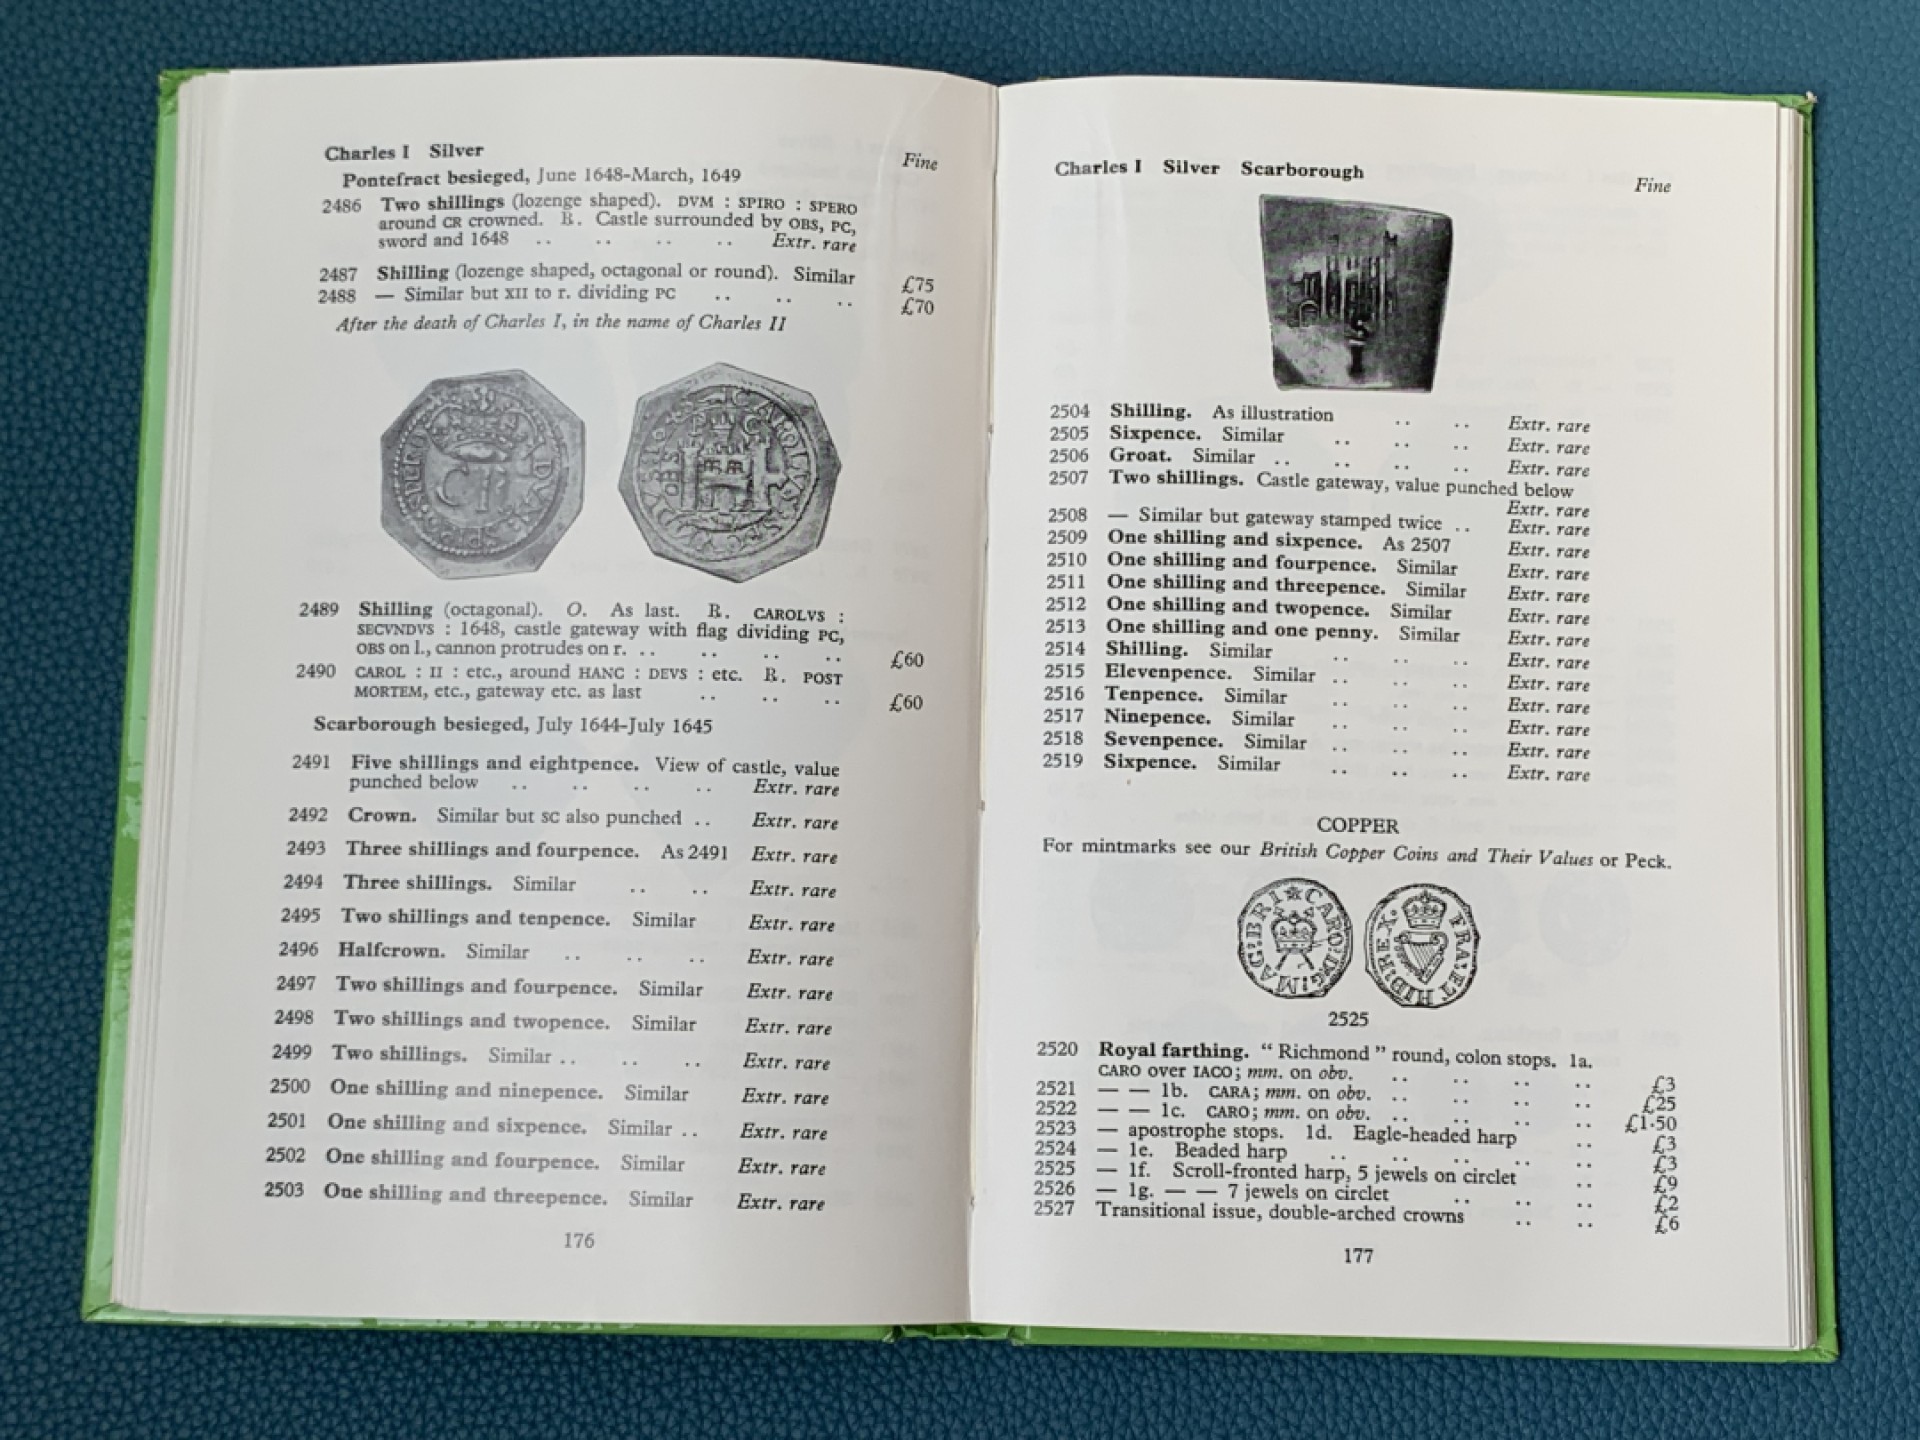 Charles I Silver
Fine
Pontefract besieged, June 1648-March, 1649
2486 Two shillings (lozenge shaped). DVM : SPIRO : SPERO
around CR crowned. R. Castle surrounded by OBS, PC,
sword and 1648 .. .. .. .. Extr. rare
2487 Shilling (lozenge shaped, octagonal or round). Similar £75
2488 — Similar but XII to r. dividing PC .. .. .. £70
After the death of Charles I, in the name of Charles II
2489 Shilling (octagonal). O. As last. R. CAROLVS :
SECVNDVS : 1648, castle gateway with flag dividing PC,
OBS on l., cannon protrudes on r. .. .. .. .. £60
2490 CAROL : II : etc., around HANC : DEVS : etc. R. POST
MORTEM, etc., gateway etc. as last .. .. .. £60
Scarborough besieged, July 1644-July 1645
2491 Five shillings and eightpence. View of castle, value
punched below .. .. .. .. Extr. rare
2492 Crown. Similar but SC also punched .. Extr. rare
2493 Three shillings and fourpence. As 2491 Extr. rare
2494 Three shillings. Similar .. .. Extr. rare
2495 Two shillings and tenpence. Similar Extr. rare
2496 Halfcrown. Similar .. .. .. Extr. rare
2497 Two shillings and fourpence. Similar Extr. rare
2498 Two shillings and twopence. Similar Extr. rare
2499 Two shillings. Similar .. .. .. Extr. rare
2500 One shilling and ninepence. Similar Extr. rare
2501 One shilling and sixpence. Similar .. Extr. rare
2502 One shilling and fourpence. Similar Extr. rare
2503 One shilling and threepence. Similar Extr. rare
176
Charles I Silver Scarborough
Fine
2504 Shilling. As illustration .. .. Extr. rare
2505 Sixpence. Similar .. .. .. Extr. rare
2506 Groat. Similar .. .. .. .. Extr. rare
2507 Two shillings. Castle gateway, value punched below
Extr. rare
2508 — Similar but gateway stamped twice .. Extr. rare
2509 One shilling and sixpence. As 2507 Extr. rare
2510 One shilling and fourpence. Similar Extr. rare
2511 One shilling and threepence. Similar Extr. rare
2512 One shilling and twopence. Similar Extr. rare
2513 One shilling and one penny. Similar Extr. rare
2514 Shilling. Similar .. .. .. Extr. rare
2515 Elevenpence. Similar .. .. .. Extr. rare
2516 Tenpence. Similar .. .. .. Extr. rare
2517 Ninepence. Similar .. .. .. Extr. rare
2518 Sevenpence. Similar .. .. .. Extr. rare
2519 Sixpence. Similar .. .. .. Extr. rare
COPPER
For mintmarks see our British Copper Coins and Their Values or Peck.
MAG:BRI CARO:D:G:
FRA:ET HIB:REX.
2525
2520 Royal farthing. “ Richmond ” round, colon stops. 1a.
CARO over IACO; mm. on obv. .. .. .. .. £3
2521 — — 1b. CARA; mm. on obv. .. .. .. .. £25
2522 — — 1c. CARO; mm. on obv. .. .. .. .. £1·50
2523 — apostrophe stops. 1d. Eagle-headed harp .. £3
2524 — 1e. Beaded harp .. .. .. .. .. £3
2525 — 1f. Scroll-fronted harp, 5 jewels on circlet .. £9
2526 — 1g. — — 7 jewels on circlet .. .. .. £2
2527 Transitional issue, double-arched crowns .. .. £6
177